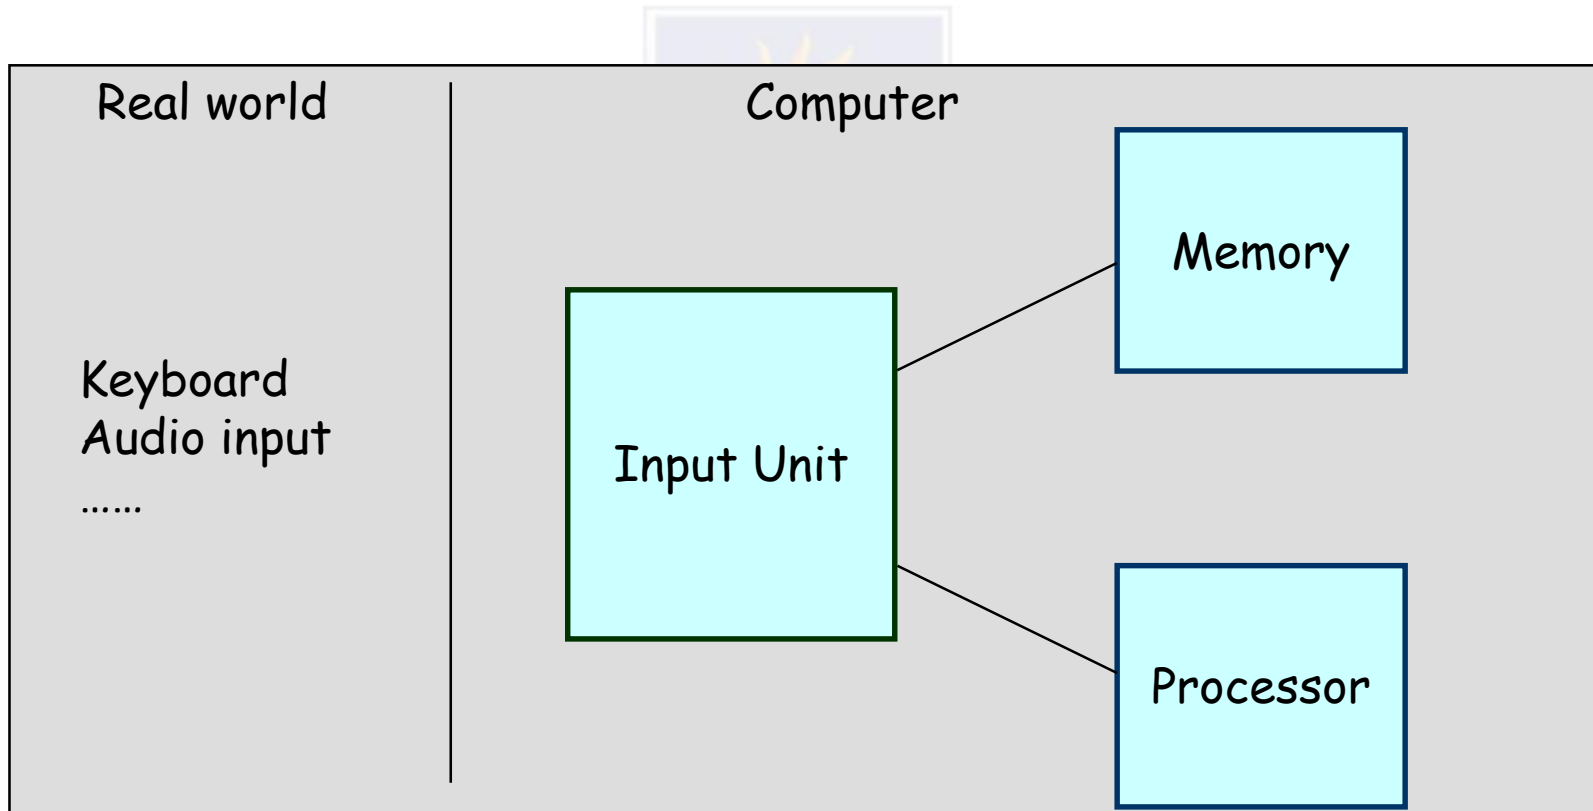 Real world
Computer
Memory
Keyboard
Audio input
......
Input Unit
Processor